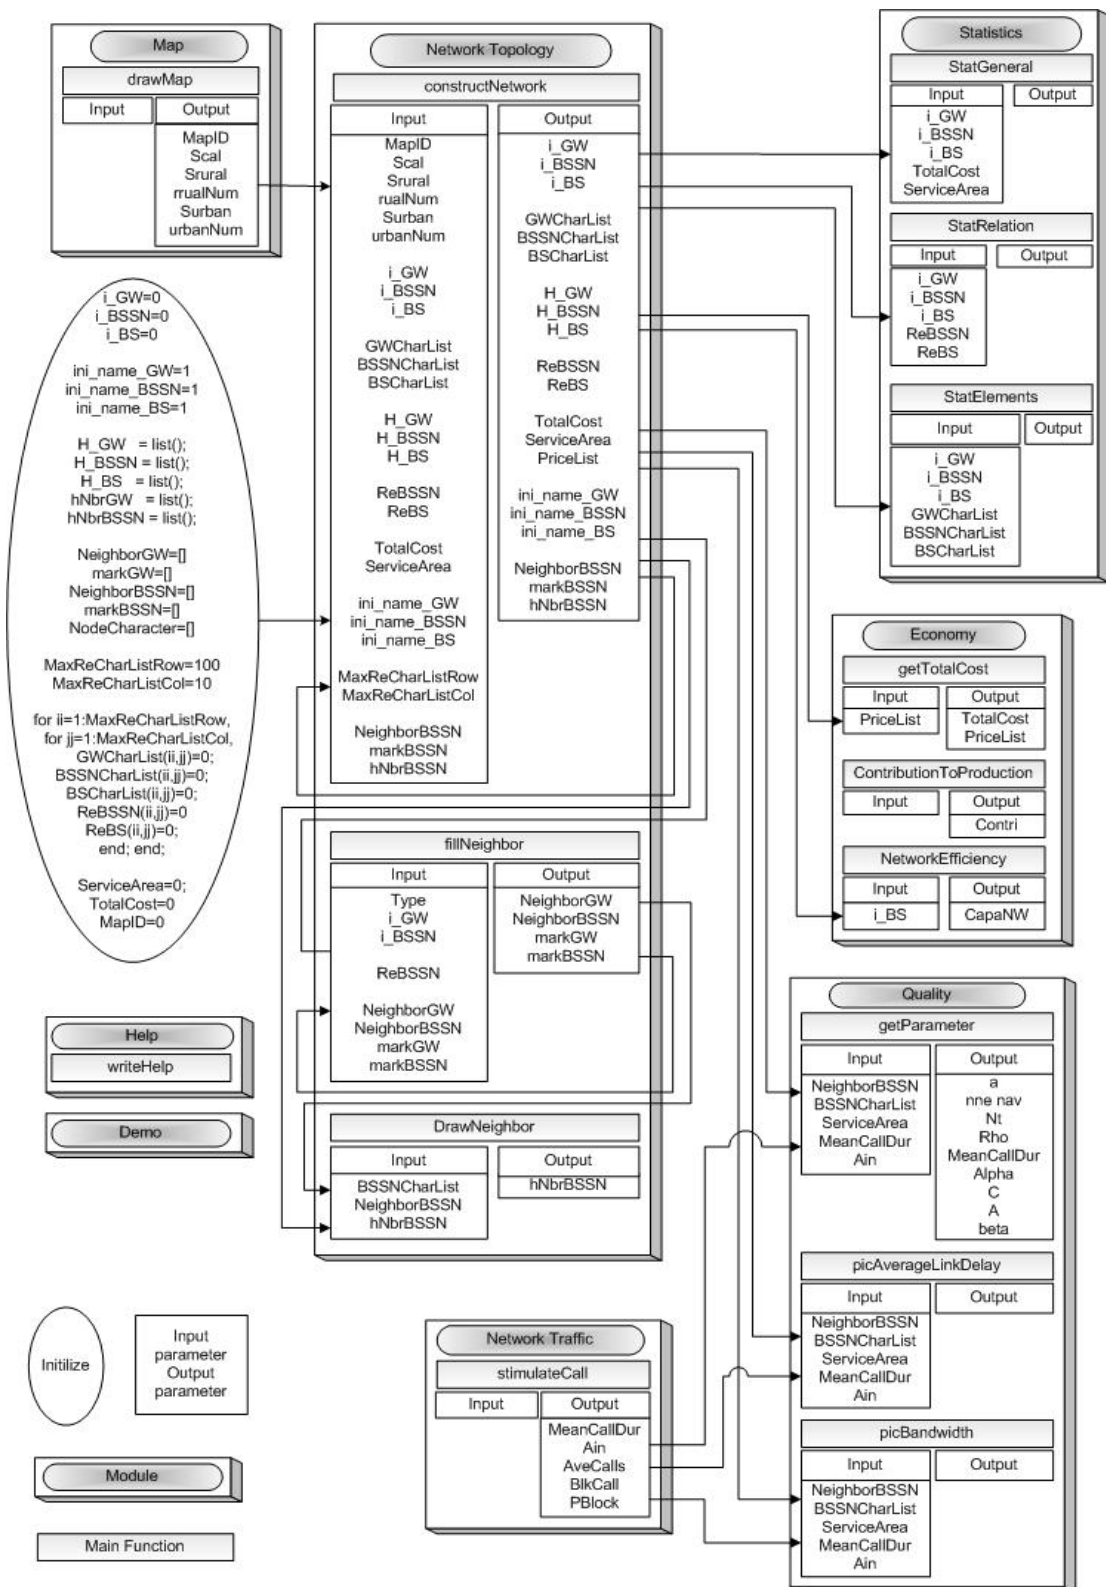 Map
drawMap
Input
Output
MapID
Scal
Srural
rrualNum
Surban
urbanNum
i_GW=0
i_BSSN=0
i_BS=0
ini_name_GW=1
ini_name_BSSN=1
ini_name_BS=1
H_GW = list();
H_BSSN = list();
H_BS = list();
hNbrGW = list();
hNbrBSSN = list();
NeighborGW=[]
markGW=[]
NeighborBSSN=[]
markBSSN=[]
NodeCharacter=[]
MaxReCharListRow=100
MaxReCharListCol=10
for ii=1:MaxReCharListRow,
for jj=1:MaxReCharListCol,
GWCharList(ii,jj)=0;
BSSNCharList(ii,jj)=0;
BSCharList(ii,jj)=0;
ReBSSN(ii,jj)=0
ReBS(ii,jj)=0;
end; end;
ServiceArea=0;
TotalCost=0
MapID=0
Help
writeHelp
Demo
Initilize
Input
parameter
Output
parameter
Module
Main Function
Network Topology
constructNetwork
Input
MapID
Scal
Srural
rualNum
Surban
urbanNum
i_GW
i_BSSN
i_BS
GWCharList
BSSNCharList
BSCharList
H_GW
H_BSSN
H_BS
ReBSSN
ReBS
TotalCost
ServiceArea
ini_name_GW
ini_name_BSSN
ini_name_BS
MaxReCharListRow
MaxReCharListCol
NeighborBSSN
markBSSN
hNbrBSSN
Output
i_GW
i_BSSN
i_BS
GWCharList
BSSNCharList
BSCharList
H_GW
H_BSSN
H_BS
ReBSSN
ReBS
TotalCost
ServiceArea
PriceList
ini_name_GW
ini_name_BSSN
ini_name_BS
NeighborBSSN
markBSSN
hNbrBSSN
fillNeighbor
Input
Type
i_GW
i_BSSN
ReBSSN
NeighborGW
NeighborBSSN
markGW
markBSSN
Output
NeighborGW
NeighborBSSN
markGW
markBSSN
DrawNeighbor
Input
BSSNCharList
NeighborBSSN
hNbrBSSN
Output
hNbrBSSN
Network Traffic
stimulateCall
Input
Output
MeanCallDur
Ain
AveCalls
BlkCall
PBlock
Statistics
StatGeneral
Input
i_GW
i_BSSN
i_BS
TotalCost
ServiceArea
Output
StatRelation
Input
i_GW
i_BSSN
i_BS
ReBSSN
ReBS
Output
StatElements
Input
i_GW
i_BSSN
i_BS
GWCharList
BSSNCharList
BSCharList
Output
Economy
getTotalCost
Input
PriceList
Output
TotalCost
PriceList
ContributionToProduction
Input
Output
Contri
NetworkEfficiency
Input
i_BS
Output
CapaNW
Quality
getParameter
Input
NeighborBSSN
BSSNCharList
ServiceArea
MeanCallDur
Ain
Output
a
nne nav
Nt
Rho
MeanCallDur
Alpha
C
A
beta
picAverageLinkDelay
Input
NeighborBSSN
BSSNCharList
ServiceArea
MeanCallDur
Ain
Output
picBandwidth
Input
NeighborBSSN
BSSNCharList
ServiceArea
MeanCallDur
Ain
Output